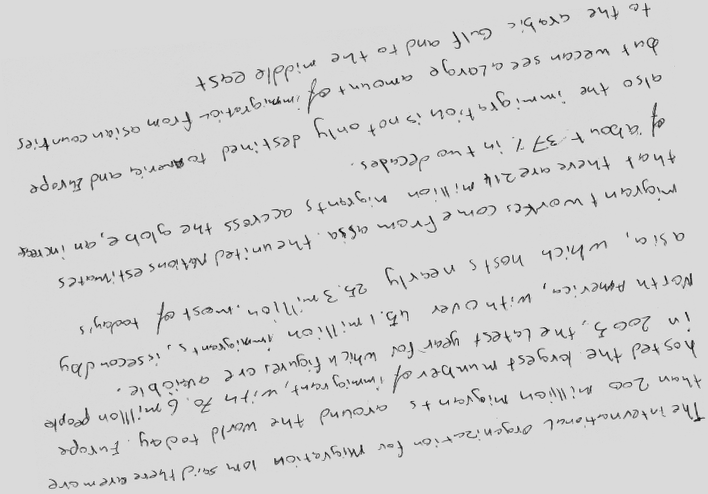 The international Organization for migration iom said there are more
than 200 million migrants around the world today. Europe
hosted the largest number of immigrant, with 70.6 million people
in 2005, the latest year for which figures are avaible.
North America, with over 45.1 million immigrants, is second by
asia, which hosts nearly 25.3 million. most of today's
migrant workes come from asia. the united Nations estimates
that there are 214 million migrants accress the globe, an increase
of about 37% in two decades.
also the immigration is not only destined to America and Europe
but we can see a large amount of immigration from asian counties
to the arabic Gulf and to the middle east